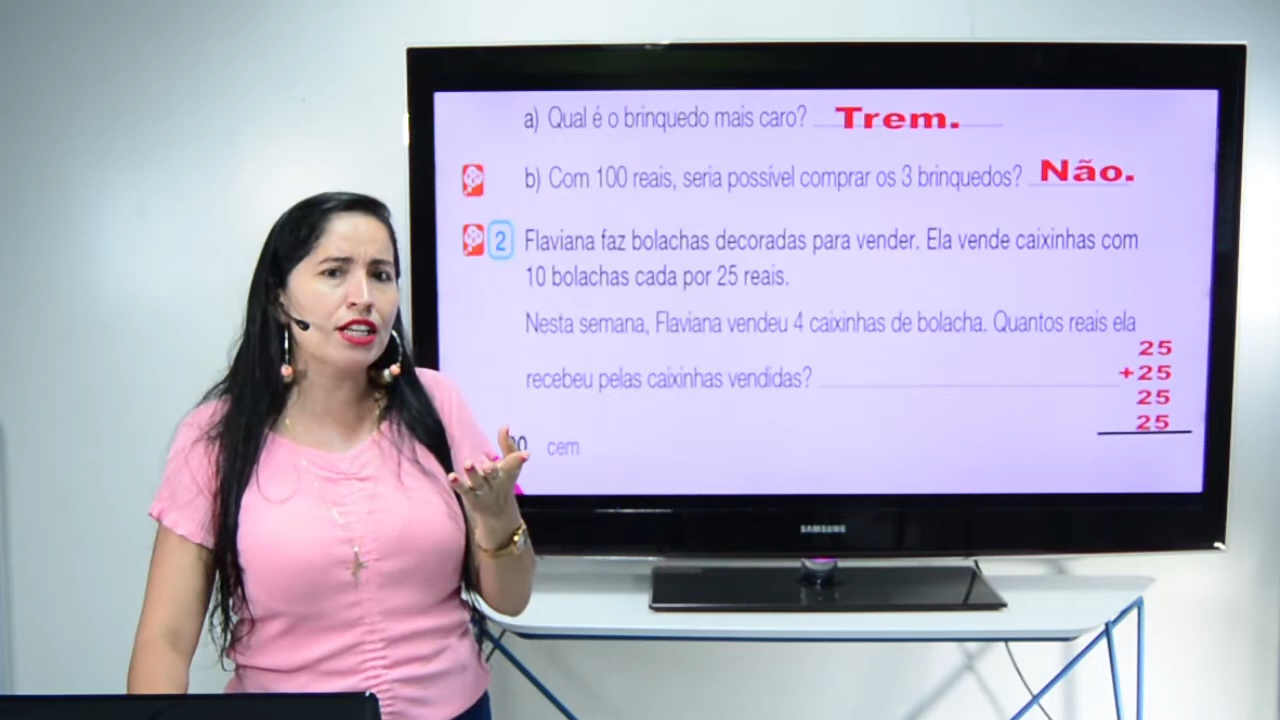 a) Qual é o brinquedo mais caro? Trem.
b) Com 100 reais, seria possível comprar os 3 brinquedos? Não.
2 Flaviana faz bolachas decoradas para vender. Ela vende caixinhas com
10 bolachas cada por 25 reais.
Nesta semana, Flaviana vendeu 4 caixinhas de bolacha. Quantos reais ela
recebeu pelas caixinhas vendidas?
25
+25
25
25
cem
SAMSUNG